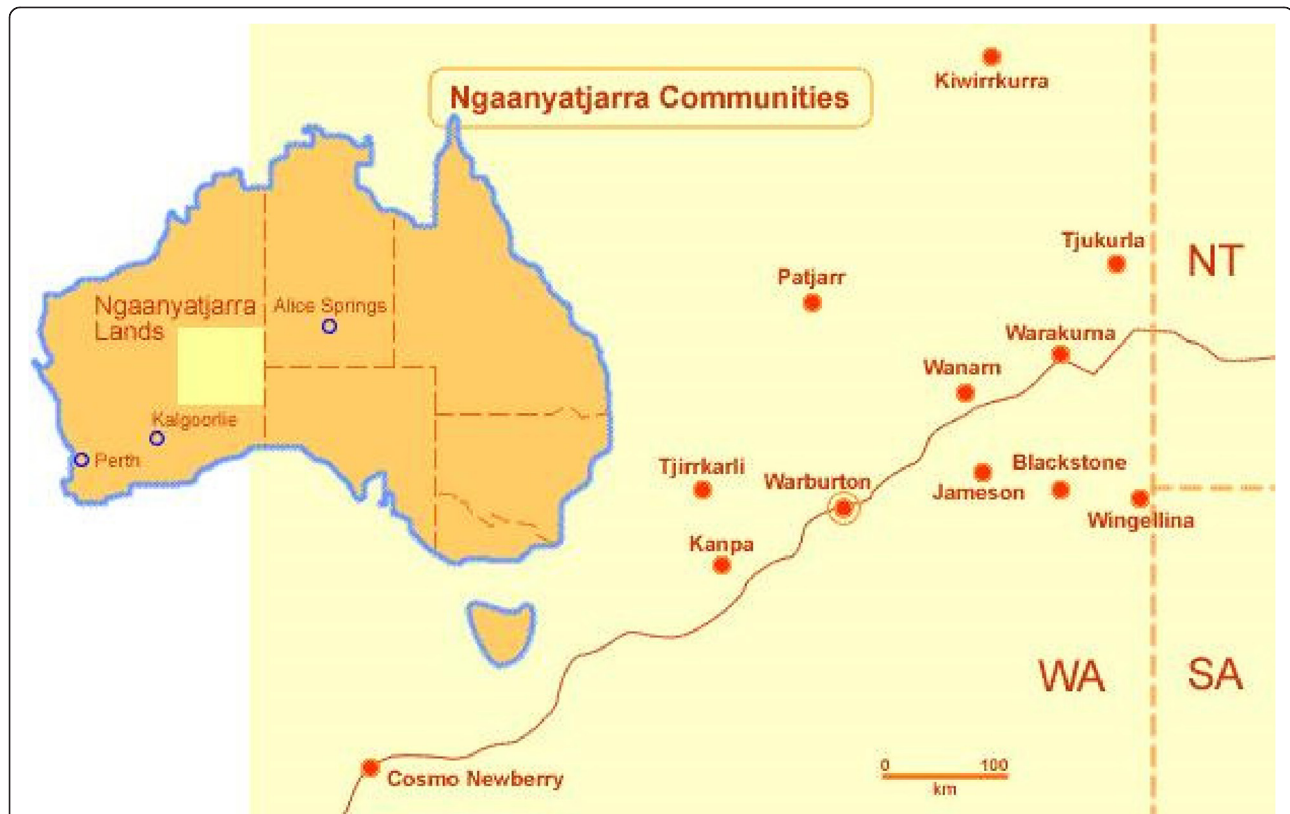 Ngaanyatjarra Communities
Kiwirrkurra
Tjukurla
NT
Patjarr
Ngaanyatjarra
Lands
Alice Springs
Warakurna
Wanarn
Kalgoorlie
Perth
Tjirrkarli
Warburton
Blackstone
Jameson
Wingellina
Kanpa
WA
SA
0 100
km
Cosmo Newberry